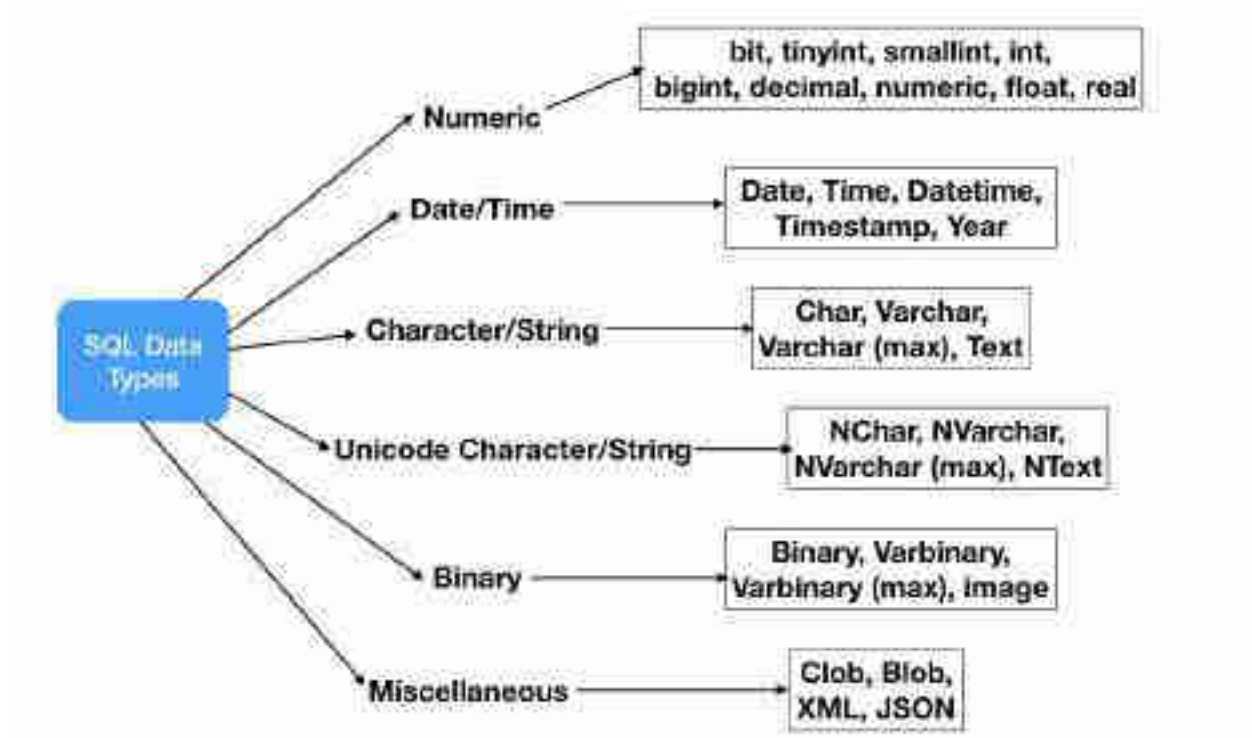 bit, tinyint, smallint, int,
bigint, decimal, numeric, float, real
Numeric
Date/Time
Date, Time, Datetime,
Timestamp, Year
SQL Data
Types
Character/String
Char, Varchar,
Varchar (max), Text
Unicode Character/String
NChar, NVarchar,
NVarchar (max), NText
Binary
Binary, Varbinary,
Varbinary (max), image
Miscellaneous
Clob, Blob,
XML, JSON